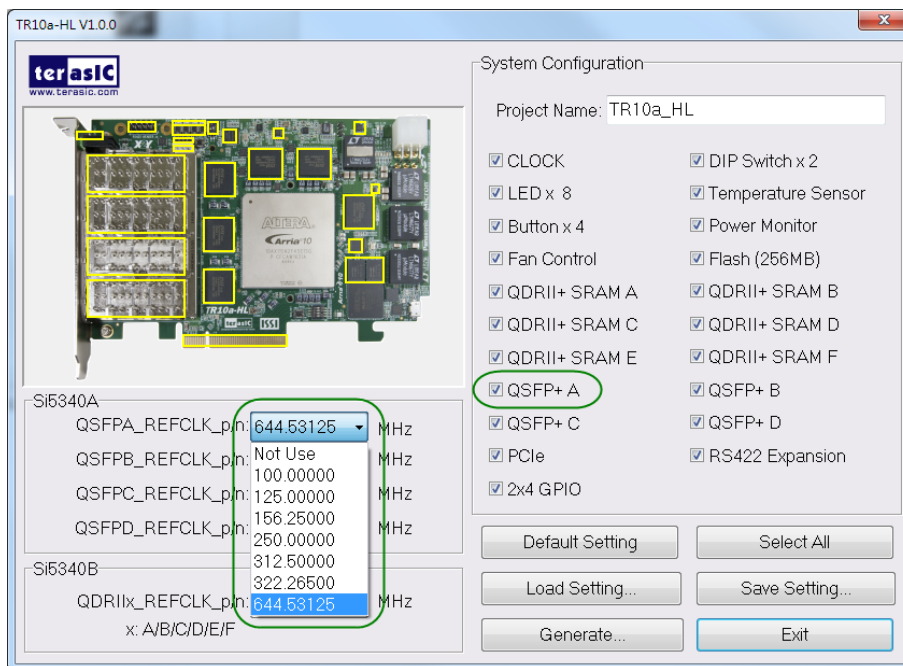 TR10a-HL V1.0.0
terasIC
www.terasic.com
X Y
ALTERA
Arria 10
TR10a-HL
terasIC ISSI
System Configuration
Project Name: TR10a_HL
CLOCK
DIP Switch x 2
LED x 8
Temperature Sensor
Button x 4
Power Monitor
Fan Control
Flash (256MB)
QDRII+ SRAM A
QDRII+ SRAM B
QDRII+ SRAM C
QDRII+ SRAM D
QDRII+ SRAM E
QDRII+ SRAM F
QSFP+ A
QSFP+ B
QSFP+ C
QSFP+ D
PCIe
RS422 Expansion
2x4 GPIO
Si5340A
QSFPA_REFCLK_p/n: 644.53125 MHz
QSFPB_REFCLK_p/n: MHz
QSFPC_REFCLK_p/n: MHz
QSFPD_REFCLK_p/n: MHz
Not Use
100.00000
125.00000
156.25000
250.00000
312.50000
322.26500
644.53125
Si5340B
QDRIIx_REFCLK_p/n: MHz
x: A/B/C/D/E/F
Default Setting
Select All
Load Setting...
Save Setting...
Generate...
Exit